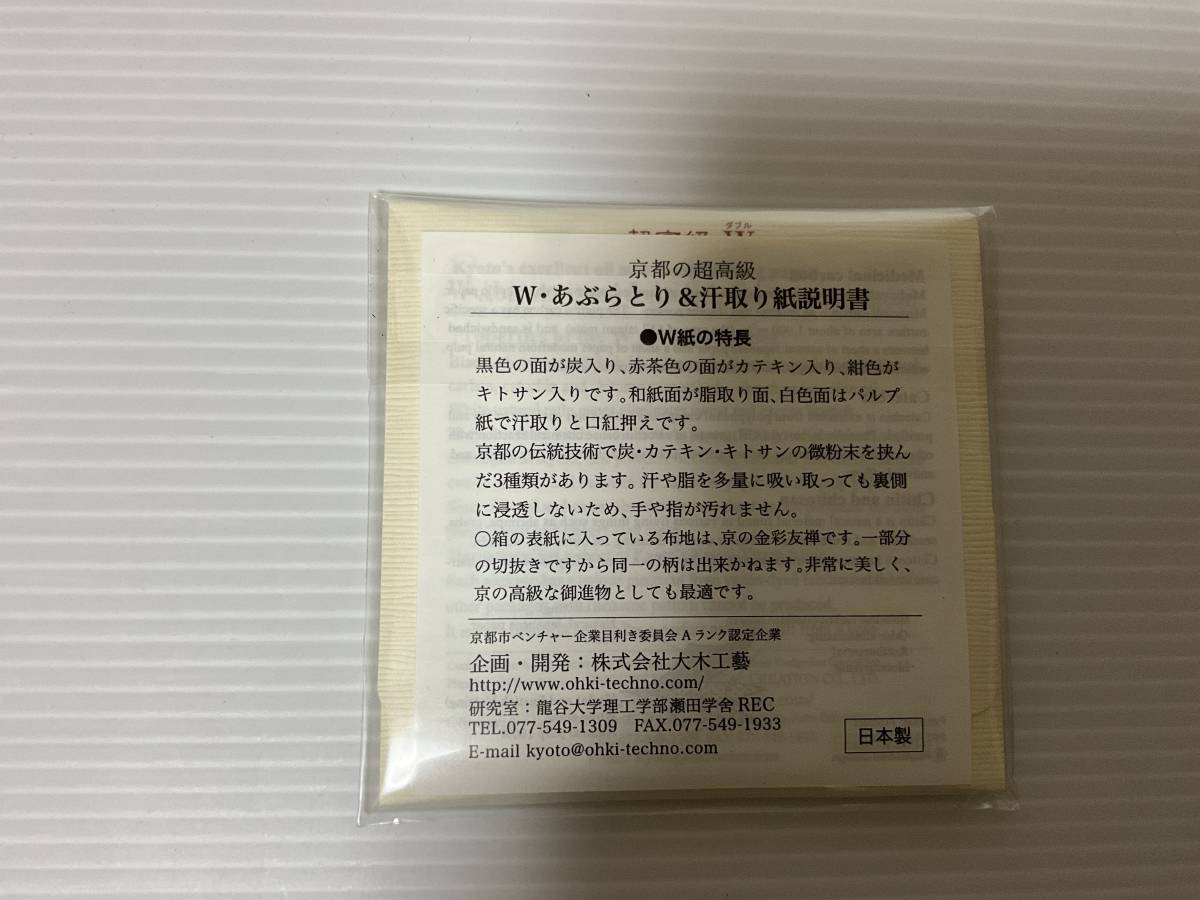 ダブル
京都の超高級
W・あぶらとり&汗取り紙説明書
●W紙の特長
黒色の面が炭入り、赤茶色の面がカテキン入り、紺色が
キトサン入りです。和紙面が脂取り面、白色面はパルプ
紙で汗取りと口紅押えです。
京都の伝統技術で炭・カテキン・キトサンの微粉末を挟ん
だ3種類があります。汗や脂を多量に吸い取っても裏側
に浸透しないため、手や指が汚れません。
〇箱の表紙に入っている布地は、京の金彩友禅です。一部分
の切抜きですから同一の柄は出来かねます。非常に美しく、
京の高級な御進物としても最適です。
京都市ベンチャー企業目利き委員会 A ランク認定企業
企画・開発:株式会社大木工藝
http://www.ohki-techno.com/
研究室:龍谷大学理工学部瀬田学舎 REC
TEL.077-549-1309 FAX.077-549-1933
E-mail kyoto@ohki-techno.com
日本製